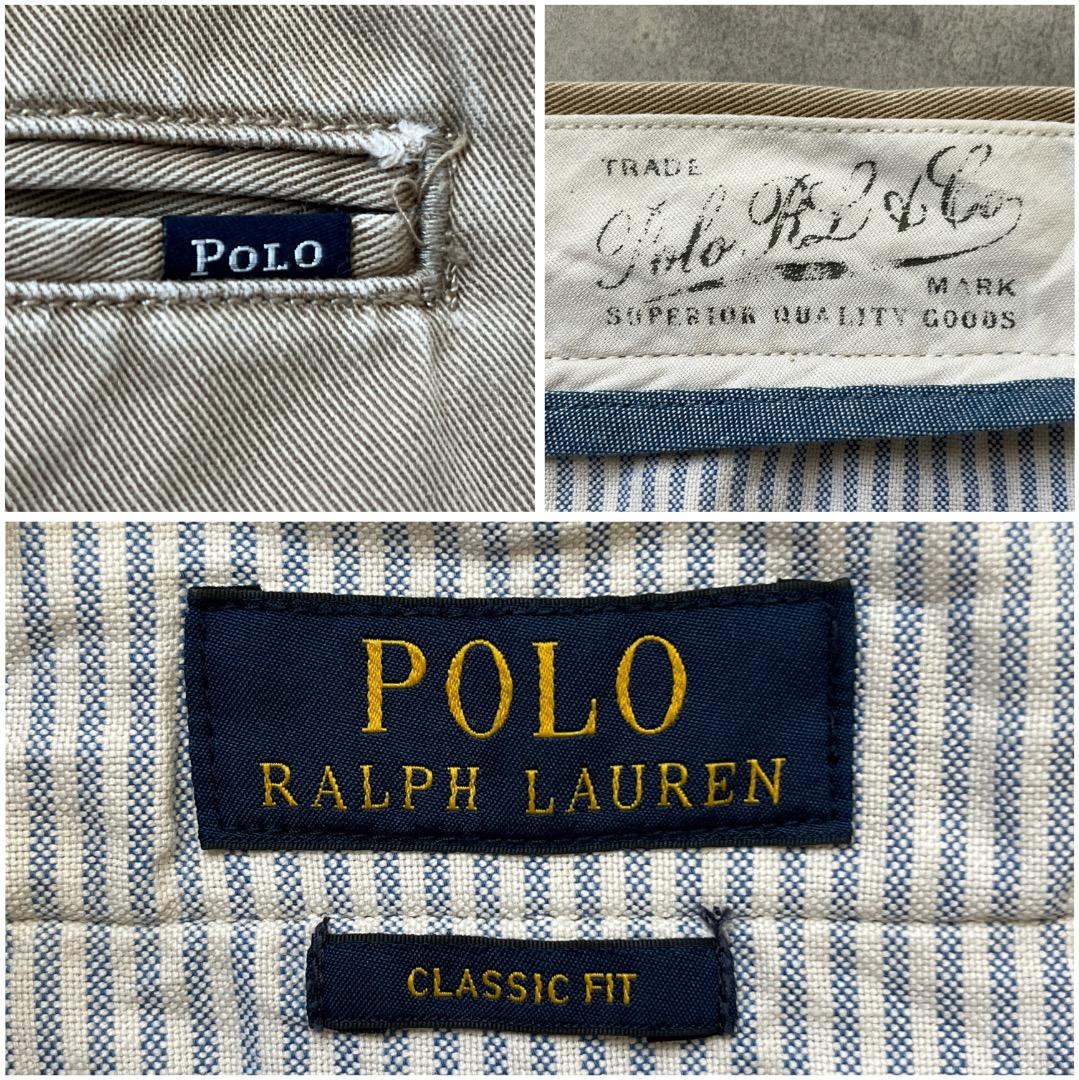 POLO
TRADE
Polo RL & Co
MARK
SUPERIOR QUALITY GOODS
POLO
RALPH LAUREN
CLASSIC FIT